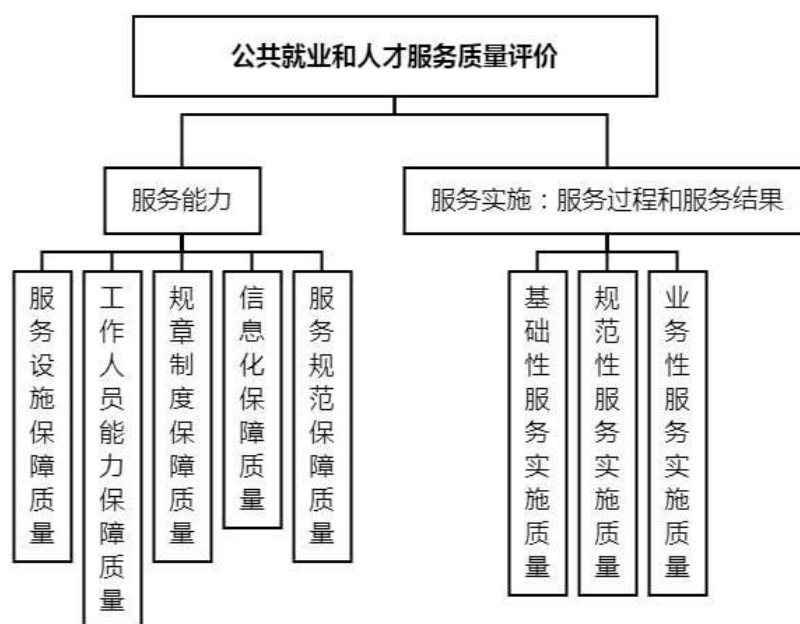 公共就业和人才服务质量评价
服务能力
服务实施：服务过程和服务结果
服务设施保障质量
工作人员能力保障质量
规章制度保障质量
信息化保障质量
服务规范保障质量
基础性服务实施质量
规范性服务实施质量
业务性服务实施质量